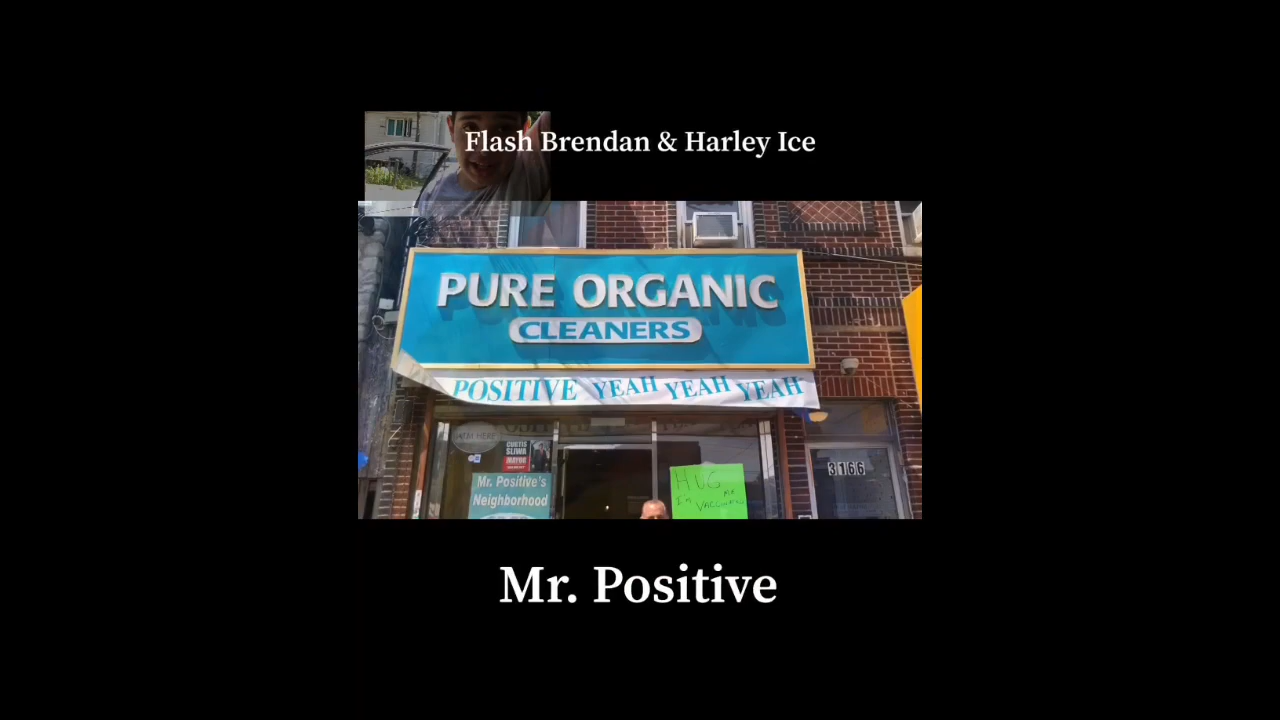 Flash Brendan & Harley Ice
PURE ORGANIC
CLEANERS
POSITIVE YEAH YEAH YEAH
CURTIS
SLIWA
MAYOR
Mr. Positive's
Neighborhood
HUG
ME
I'M
3166
Mr. Positive